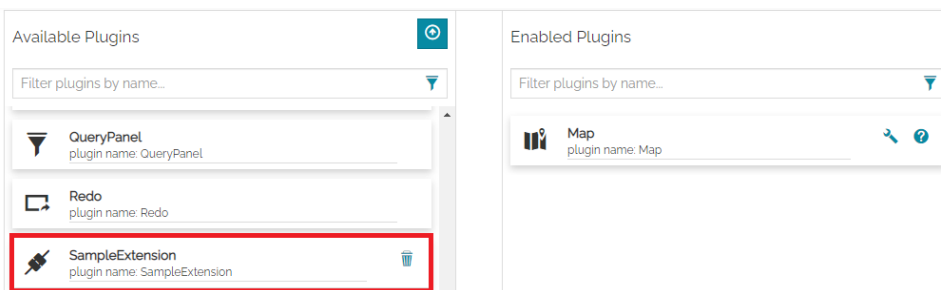 Available Plugins
Filter plugins by name...
QueryPanel
plugin name: QueryPanel
Redo
plugin name: Redo
SampleExtension
plugin name: SampleExtension
Enabled Plugins
Filter plugins by name...
Map
plugin name: Map